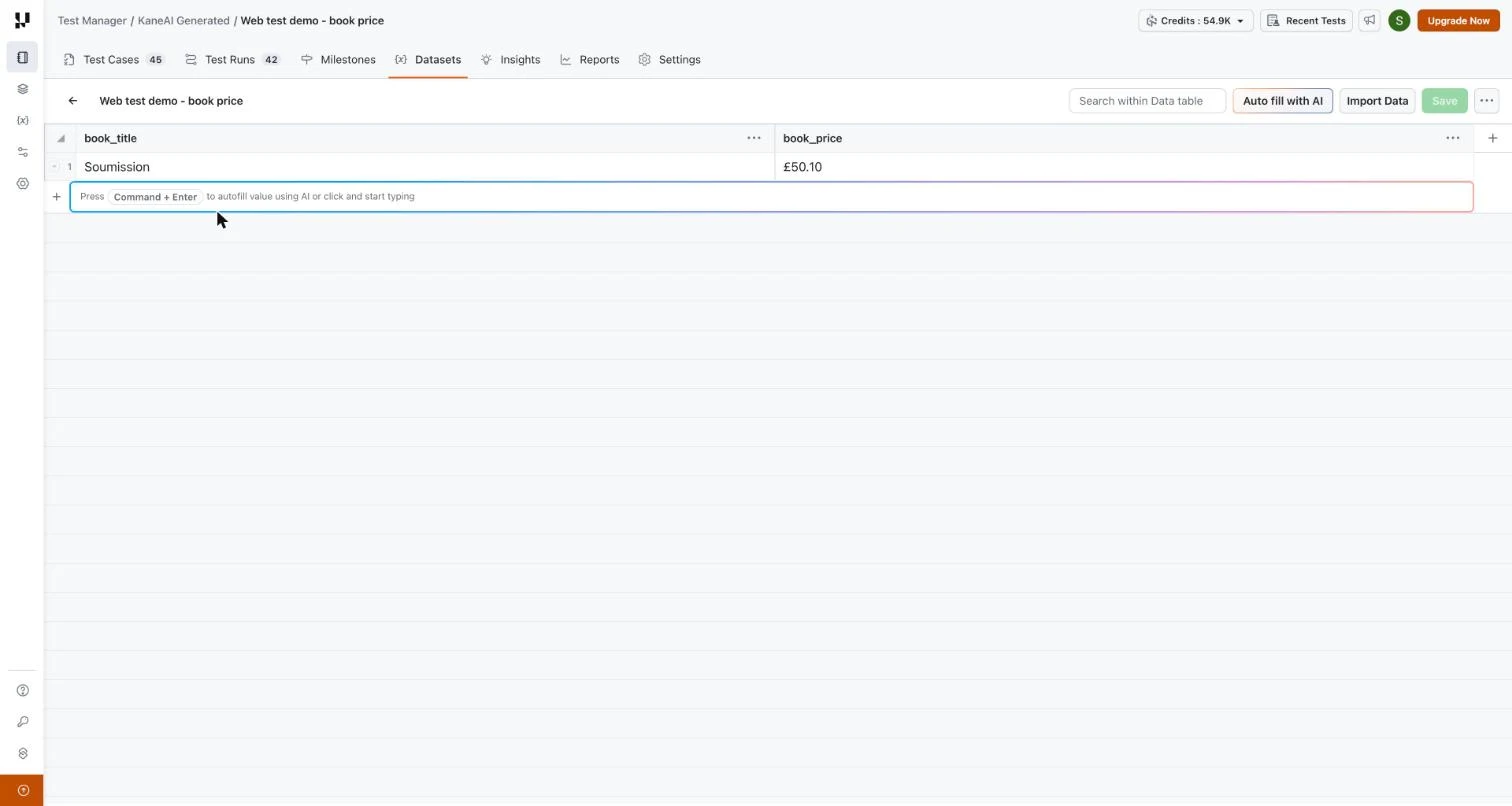 Test Manager / KaneAI Generated / Web test demo - book price
Credits : 54.9K
Recent Tests
S
Upgrade Now
Test Cases 45
Test Runs 42
Milestones
{x} Datasets
Insights
Reports
Settings
Web test demo - book price
Search within Data table
Auto fill with AI
Import Data
Save
book_title
book_price
1 Soumission
£50.10
Press Command + Enter to autofill value using AI or click and start typing
{x}